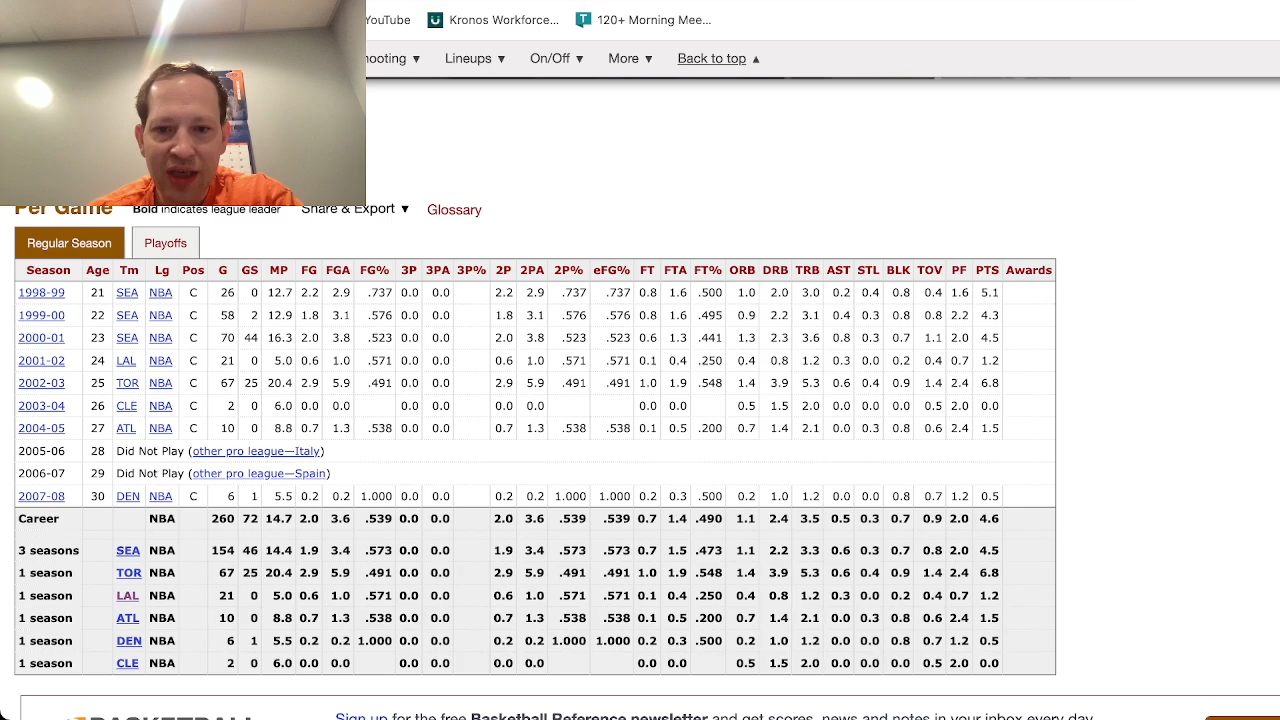 YouTube Kronos Workforce... 120+ Morning Mee...
hooting ▼ Lineups ▼ On/Off ▼ More ▼ Back to top ▲
Per Game Bold indicates league leader Share & Export ▼ Glossary
Regular Season Playoffs
Season Age Tm Lg Pos G GS MP FG FGA FG% 3P 3PA 3P% 2P 2PA 2P% eFG% FT FTA FT% ORB DRB TRB AST STL BLK TOV PF PTS Awards
1998-99 21 SEA NBA C 26 0 12.7 2.2 2.9 .737 0.0 0.0 2.2 2.9 .737 .737 0.8 1.6 .500 1.0 2.0 3.0 0.2 0.4 0.8 0.4 1.6 5.1
1999-00 22 SEA NBA C 58 2 12.9 1.8 3.1 .576 0.0 0.0 1.8 3.1 .576 .576 0.8 1.6 .495 0.9 2.2 3.1 0.4 0.3 0.8 0.8 2.2 4.3
2000-01 23 SEA NBA C 70 44 16.3 2.0 3.8 .523 0.0 0.0 2.0 3.8 .523 .523 0.6 1.3 .441 1.3 2.3 3.6 0.8 0.3 0.7 1.1 2.0 4.5
2001-02 24 LAL NBA C 21 0 5.0 0.6 1.0 .571 0.0 0.0 0.6 1.0 .571 .571 0.1 0.4 .250 0.4 0.8 1.2 0.3 0.0 0.2 0.4 0.7 1.2
2002-03 25 TOR NBA C 67 25 20.4 2.9 5.9 .491 0.0 0.0 2.9 5.9 .491 .491 1.0 1.9 .548 1.4 3.9 5.3 0.6 0.4 0.9 1.4 2.4 6.8
2003-04 26 CLE NBA C 2 0 6.0 0.0 0.0 0.0 0.0 0.0 0.0 0.0 0.0 0.5 1.5 2.0 0.0 0.0 0.0 0.5 2.0 0.0
2004-05 27 ATL NBA C 10 0 8.8 0.7 1.3 .538 0.0 0.0 0.7 1.3 .538 .538 0.1 0.5 .200 0.7 1.4 2.1 0.0 0.3 0.8 0.6 2.4 1.5
2005-06 28 Did Not Play (other pro league—Italy)
2006-07 29 Did Not Play (other pro league—Spain)
2007-08 30 DEN NBA C 6 1 5.5 0.2 0.2 1.000 0.0 0.0 0.2 0.2 1.000 1.000 0.2 0.3 .500 0.2 1.0 1.2 0.0 0.0 0.8 0.7 1.2 0.5
Career NBA 260 72 14.7 2.0 3.6 .539 0.0 0.0 2.0 3.6 .539 .539 0.7 1.4 .490 1.1 2.4 3.5 0.5 0.3 0.7 0.9 2.0 4.6
3 seasons SEA NBA 154 46 14.4 1.9 3.4 .573 0.0 0.0 1.9 3.4 .573 .573 0.7 1.5 .473 1.1 2.2 3.3 0.6 0.3 0.7 0.8 2.0 4.5
1 season TOR NBA 67 25 20.4 2.9 5.9 .491 0.0 0.0 2.9 5.9 .491 .491 1.0 1.9 .548 1.4 3.9 5.3 0.6 0.4 0.9 1.4 2.4 6.8
1 season LAL NBA 21 0 5.0 0.6 1.0 .571 0.0 0.0 0.6 1.0 .571 .571 0.1 0.4 .250 0.4 0.8 1.2 0.3 0.0 0.2 0.4 0.7 1.2
1 season ATL NBA 10 0 8.8 0.7 1.3 .538 0.0 0.0 0.7 1.3 .538 .538 0.1 0.5 .200 0.7 1.4 2.1 0.0 0.3 0.8 0.6 2.4 1.5
1 season DEN NBA 6 1 5.5 0.2 0.2 1.000 0.0 0.0 0.2 0.2 1.000 1.000 0.2 0.3 .500 0.2 1.0 1.2 0.0 0.0 0.8 0.7 1.2 0.5
1 season CLE NBA 2 0 6.0 0.0 0.0 0.0 0.0 0.0 0.0 0.0 0.0 0.5 1.5 2.0 0.0 0.0 0.0 0.5 2.0 0.0
BASKETBALL Sign up for the free Basketball Reference newsletter and get scores, news and notes in your inbox every day